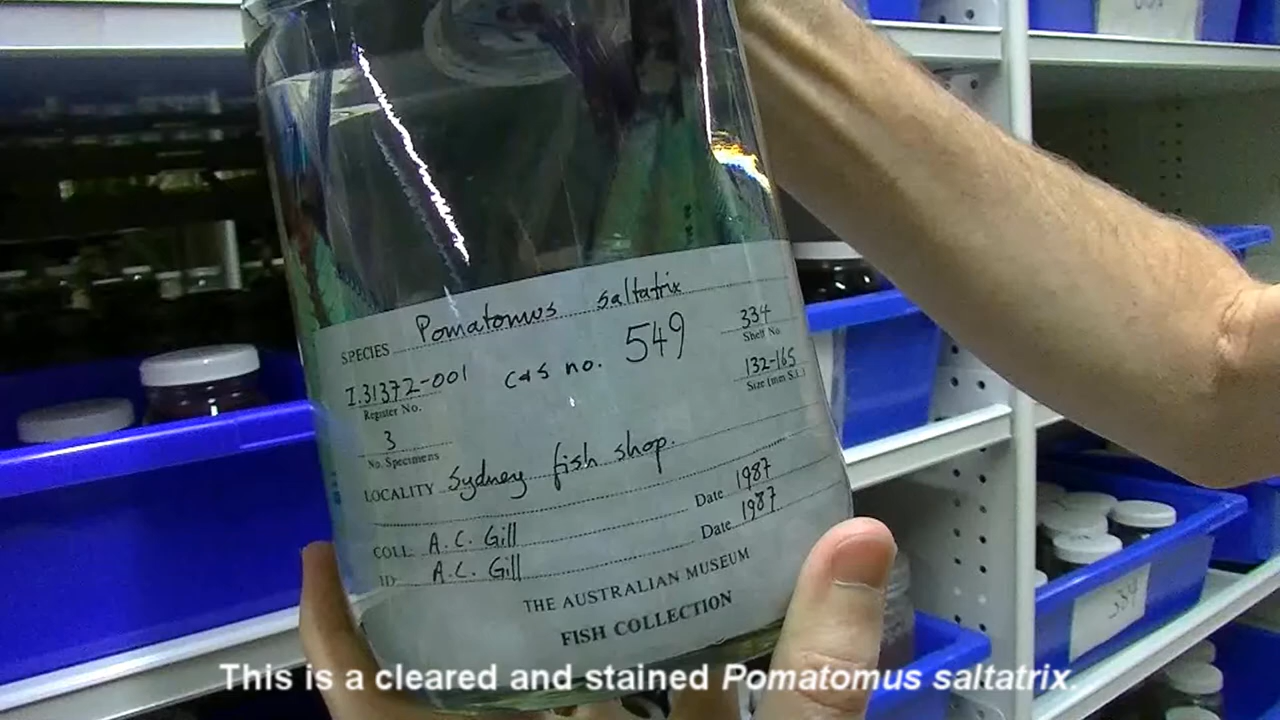 SPECIES Pomatomus saltatrix
I.31372-001 C&S no. 549 334
Register No. Shelf No.
132-165
Size (mm S.L.)
3
No. Specimens
LOCALITY Sydney fish shop.
Date 1987
COLL. A.C. Gill
Date 1987
ID. A.C. Gill
THE AUSTRALIAN MUSEUM
FISH COLLECTION
334
This is a cleared and stained Pomatomus saltatrix.